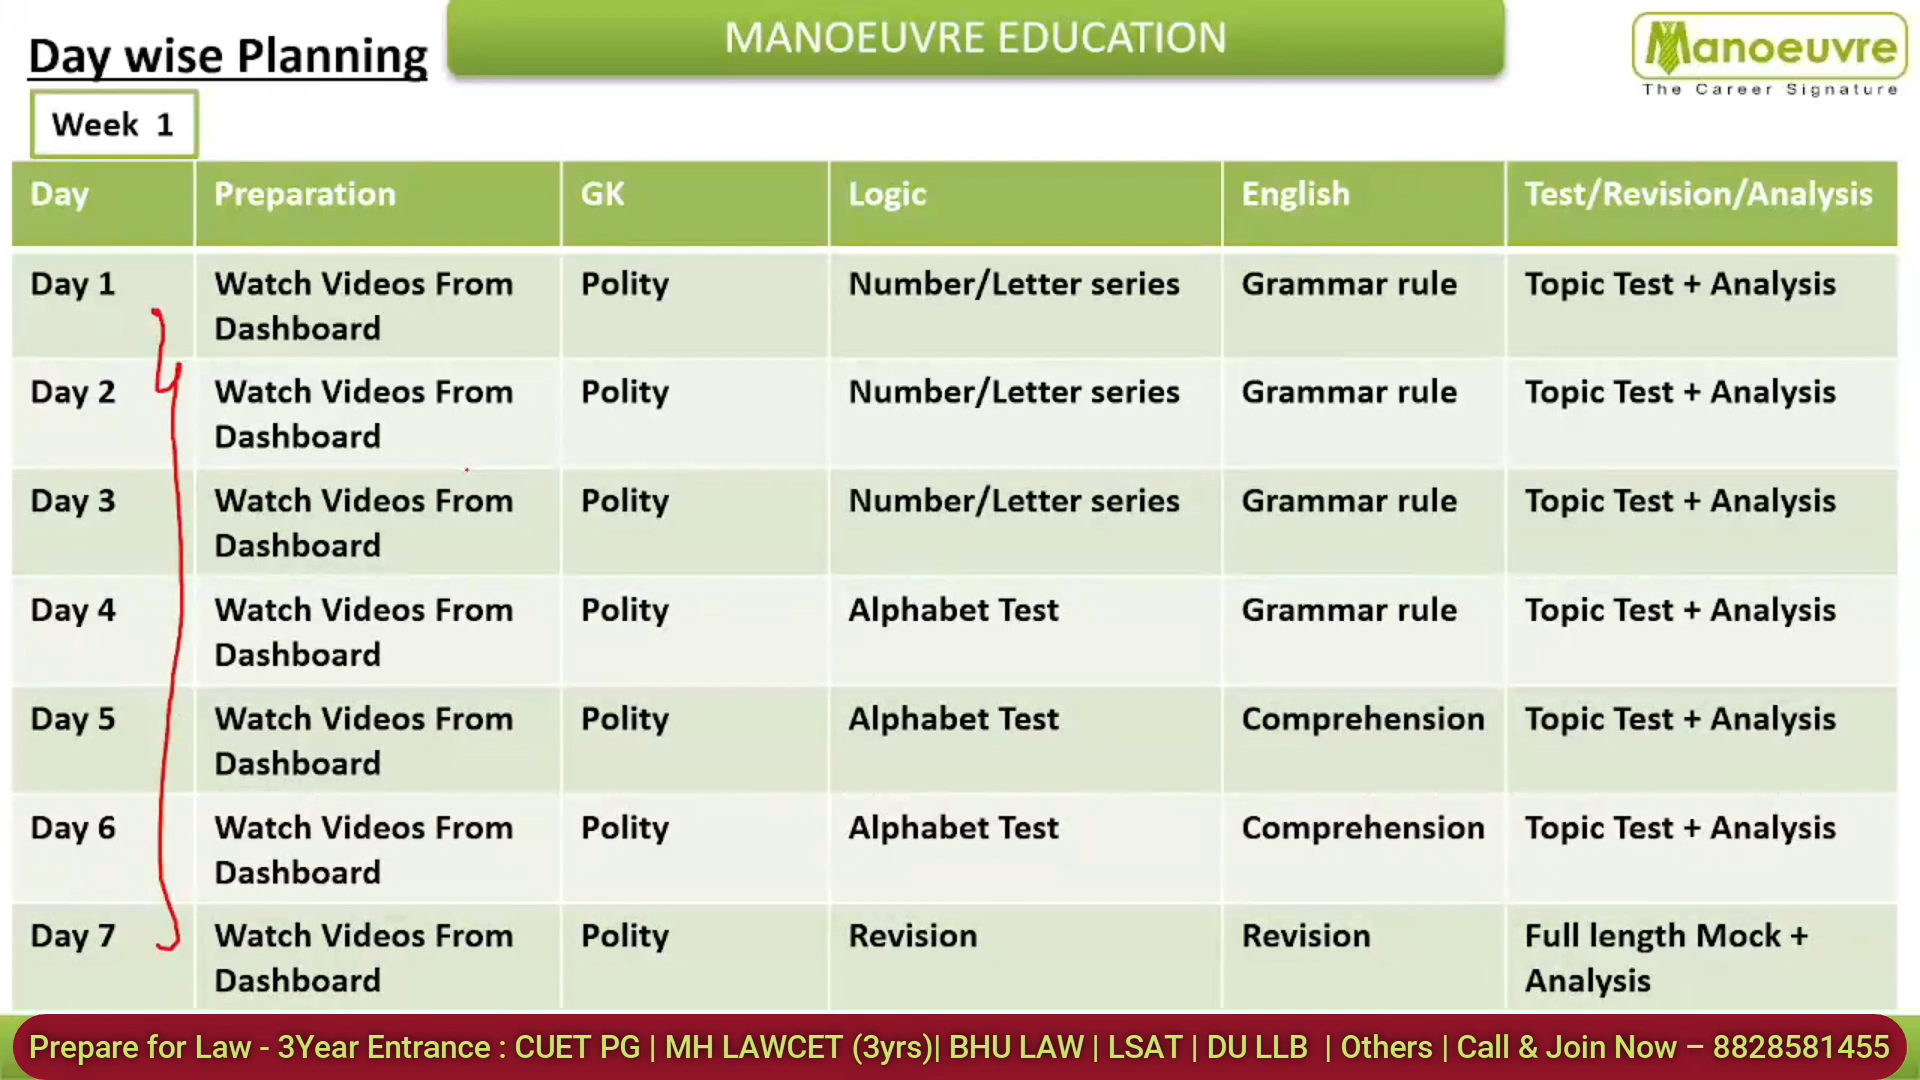 MANOEUVRE EDUCATION
Manoeuvre
The Career Signature
Day wise Planning
Week 1
Day Preparation GK Logic English Test/Revision/Analysis
Day 1 Watch Videos From Dashboard Polity Number/Letter series Grammar rule Topic Test + Analysis
Day 2 Watch Videos From Dashboard Polity Number/Letter series Grammar rule Topic Test + Analysis
Day 3 Watch Videos From Dashboard Polity Number/Letter series Grammar rule Topic Test + Analysis
Day 4 Watch Videos From Dashboard Polity Alphabet Test Grammar rule Topic Test + Analysis
Day 5 Watch Videos From Dashboard Polity Alphabet Test Comprehension Topic Test + Analysis
Day 6 Watch Videos From Dashboard Polity Alphabet Test Comprehension Topic Test + Analysis
Day 7 Watch Videos From Dashboard Polity Revision Revision Full length Mock + Analysis
Prepare for Law - 3Year Entrance : CUET PG | MH LAWCET (3yrs)| BHU LAW | LSAT | DU LLB | Others | Call & Join Now – 8828581455